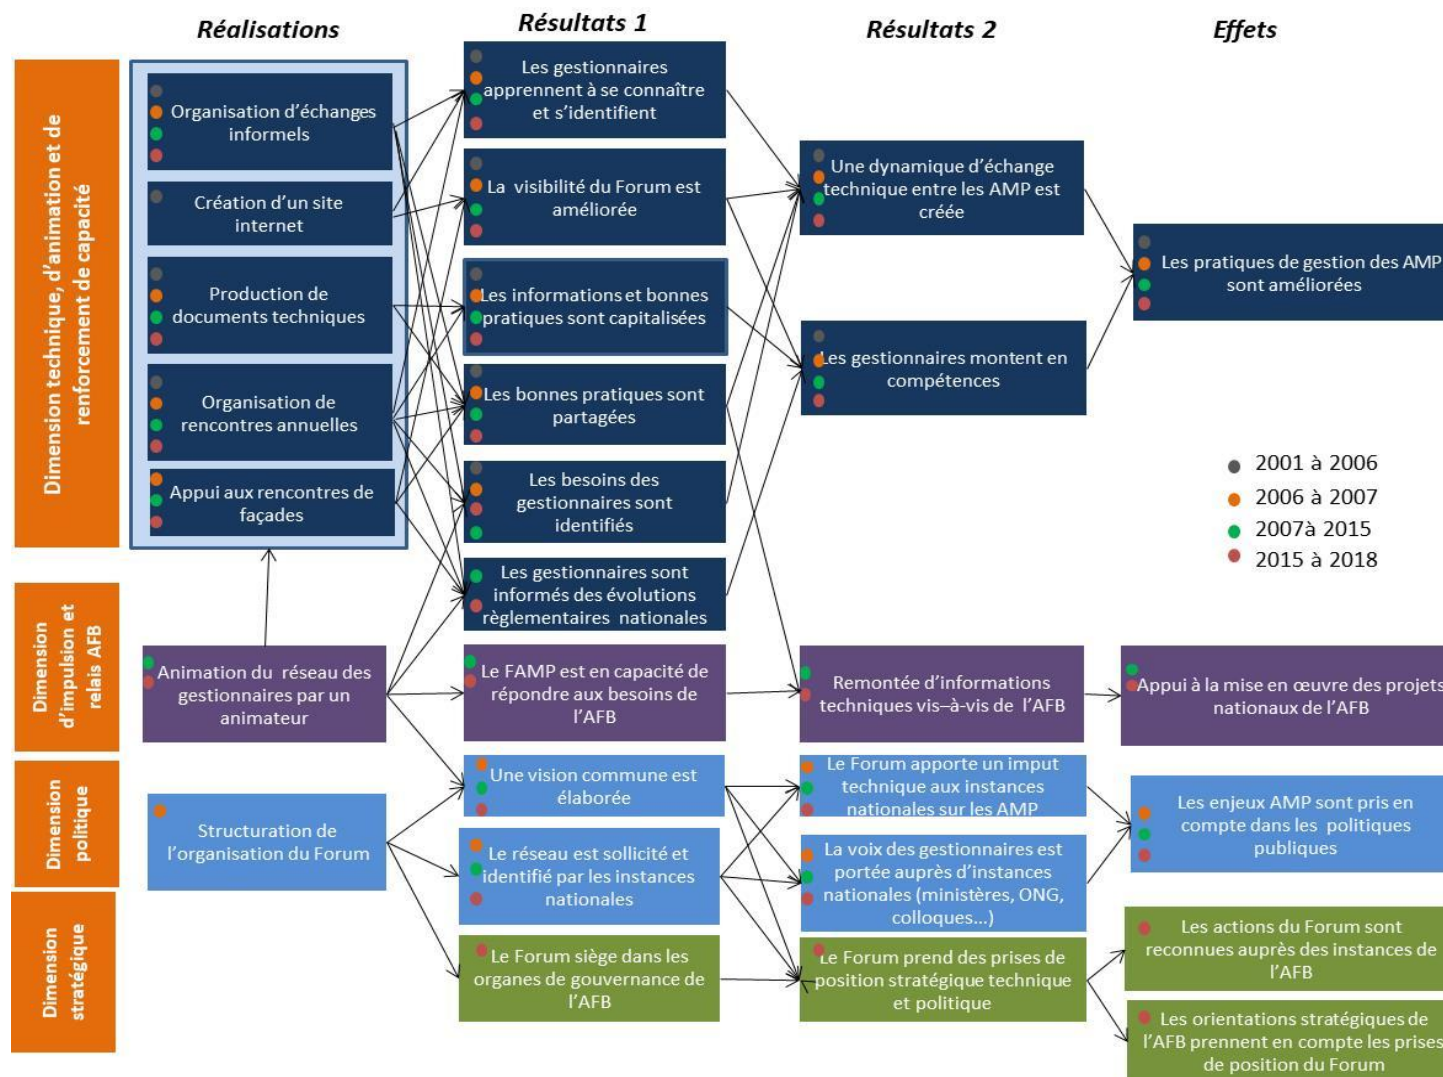 Réalisations
Résultats 1
Résultats 2
Effets
Dimension technique, d'animation et de
renforcement de capacité
Organisation d'échanges
informels
Création d'un site
internet
Production de
documents techniques
Organisation de
rencontres annuelles
Appui aux rencontres de
façades
Les gestionnaires
apprennent à se connaître
et s'identifient
La visibilité du Forum est
améliorée
Les informations et bonnes
pratiques sont capitalisées
Les bonnes pratiques sont
partagées
Les besoins des
gestionnaires sont
identifiés
Les gestionnaires sont
informés des évolutions
règlementaires nationales
Une dynamique d'échange
technique entre les AMP est
créée
Les gestionnaires montent en
compétences
Les pratiques de gestion des AMP
sont améliorées
2001 à 2006
2006 à 2007
2007à 2015
2015 à 2018
Dimension
d'impulsion et
relais AFB
Animation du réseau des
gestionnaires par un
animateur
Le FAMP est en capacité de
répondre aux besoins de
l'AFB
Remontée d'informations
techniques vis–à-vis de l'AFB
Appui à la mise en œuvre des projets
nationaux de l'AFB
Dimension
politique
Structuration de
l'organisation du Forum
Une vision commune est
élaborée
Le réseau est sollicité et
identifié par les instances
nationales
Le Forum apporte un imput
technique aux instances
nationales sur les AMP
La voix des gestionnaires est
portée auprès d'instances
nationales (ministères, ONG,
colloques...)
Les enjeux AMP sont pris en
compte dans les politiques
publiques
Dimension
stratégique
Le Forum siège dans les
organes de gouvernance de
l'AFB
Le Forum prend des prises de
position stratégique technique
et politique
Les actions du Forum sont
reconnues auprès des instances de
l'AFB
Les orientations stratégiques de
l'AFB prennent en compte les prises
de position du Forum